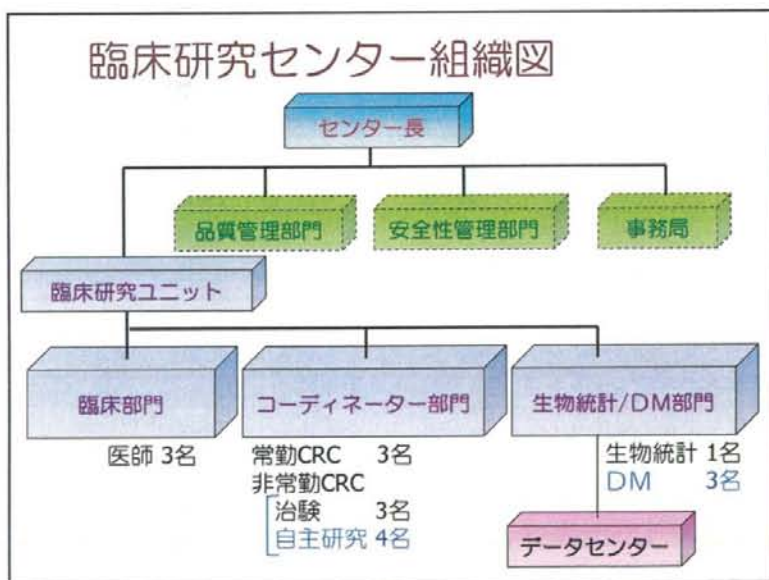 臨床研究センター組織図
センター長
品質管理部門
安全性管理部門
事務局
臨床研究ユニット
臨床部門
コーディネーター部門
生物統計/DM部門
医師 3名
常勤CRC 3名
非常勤CRC
治験 3名
自主研究 4名
生物統計 1名
DM 3名
データセンター